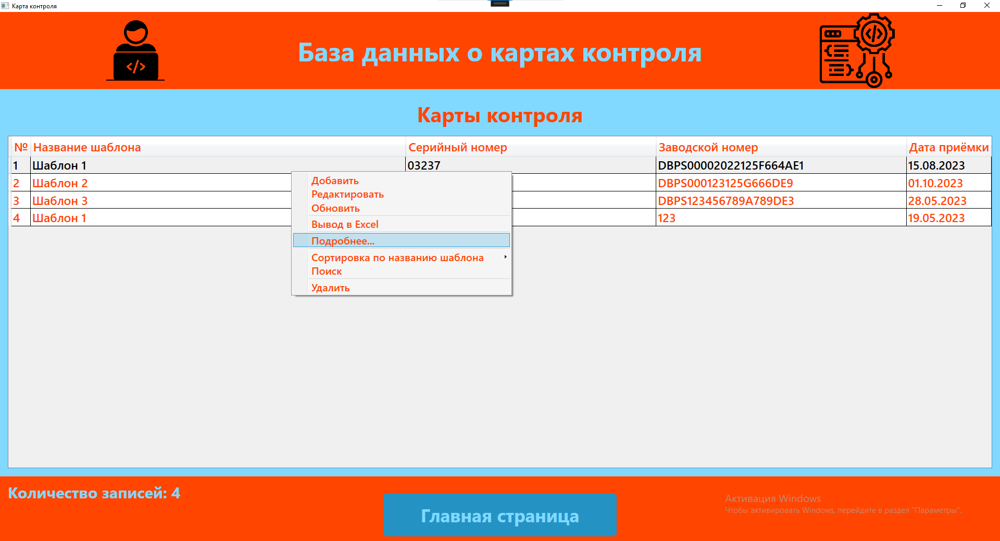 Карта контроля
База данных о картах контроля
Карты контроля
№ Название шаблона Серийный номер Заводской номер Дата приёмки
1 Шаблон 1 03237 DBPS00002022125F664AE1 15.08.2023
2 Шаблон 2 DBPS000123125G666DE9 01.10.2023
3 Шаблон 3 DBPS123456789A789DE3 28.05.2023
4 Шаблон 1 123 19.05.2023
Добавить
Редактировать
Обновить
Вывод в Excel
Подробнее...
Сортировка по названию шаблона
Поиск
Удалить
Количество записей: 4
Главная страница
Активация Windows
Чтобы активировать Windows, перейдите в раздел "Параметры".